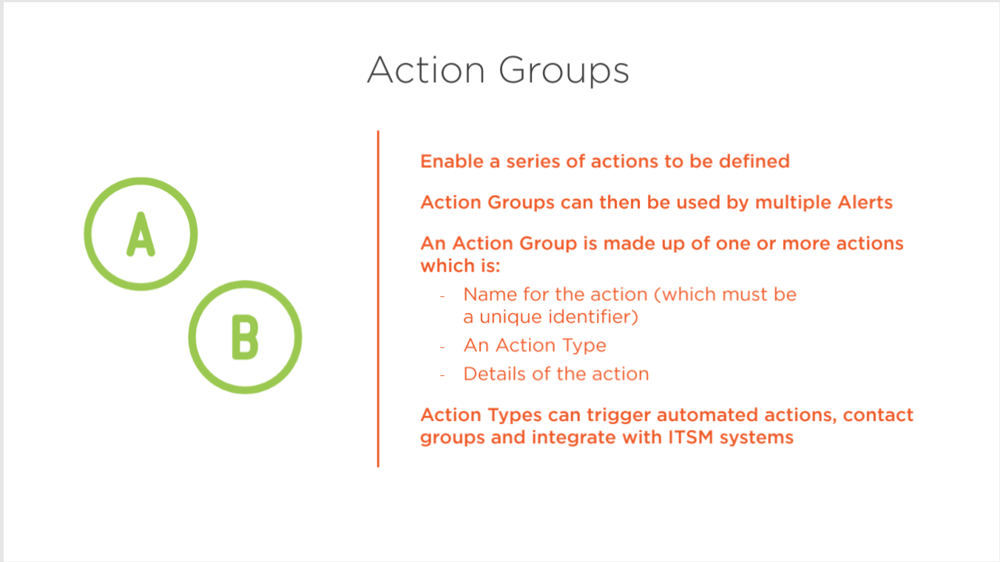 Action Groups
A
B
Enable a series of actions to be defined
Action Groups can then be used by multiple Alerts
An Action Group is made up of one or more actions
which is:
- Name for the action (which must be
a unique identifier)
- An Action Type
- Details of the action
Action Types can trigger automated actions, contact
groups and integrate with ITSM systems